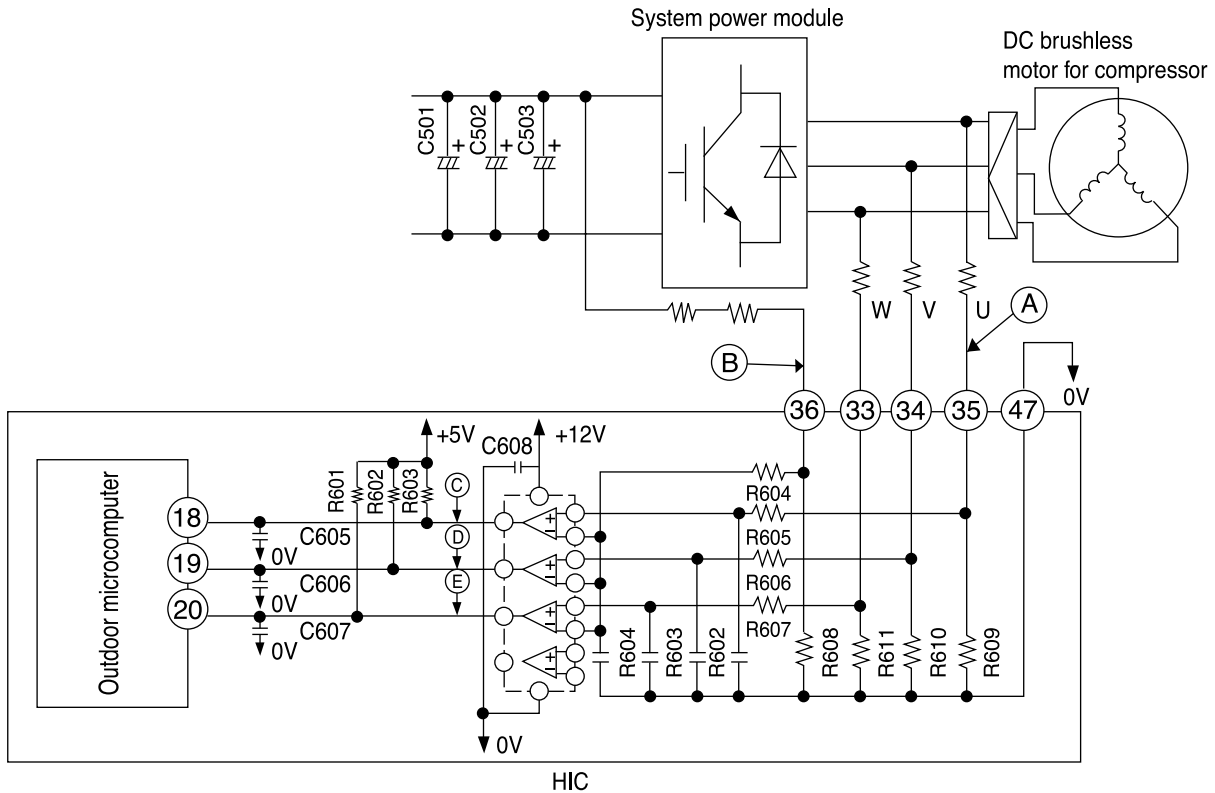 System power module
DC brushless
motor for compressor
C501
+
C502
+
C503
+
W
V
U
A
B
36
33
34
35
47
0V
+5V
C608
+12V
R601
R602
R603
C
D
E
R604
R605
R606
R607
Outdoor microcomputer
18
19
20
C605
0V
C606
0V
C607
0V
+
−
+
−
+
−
+
−
R604
R603
R602
R608
R611
R610
R609
0V
HIC